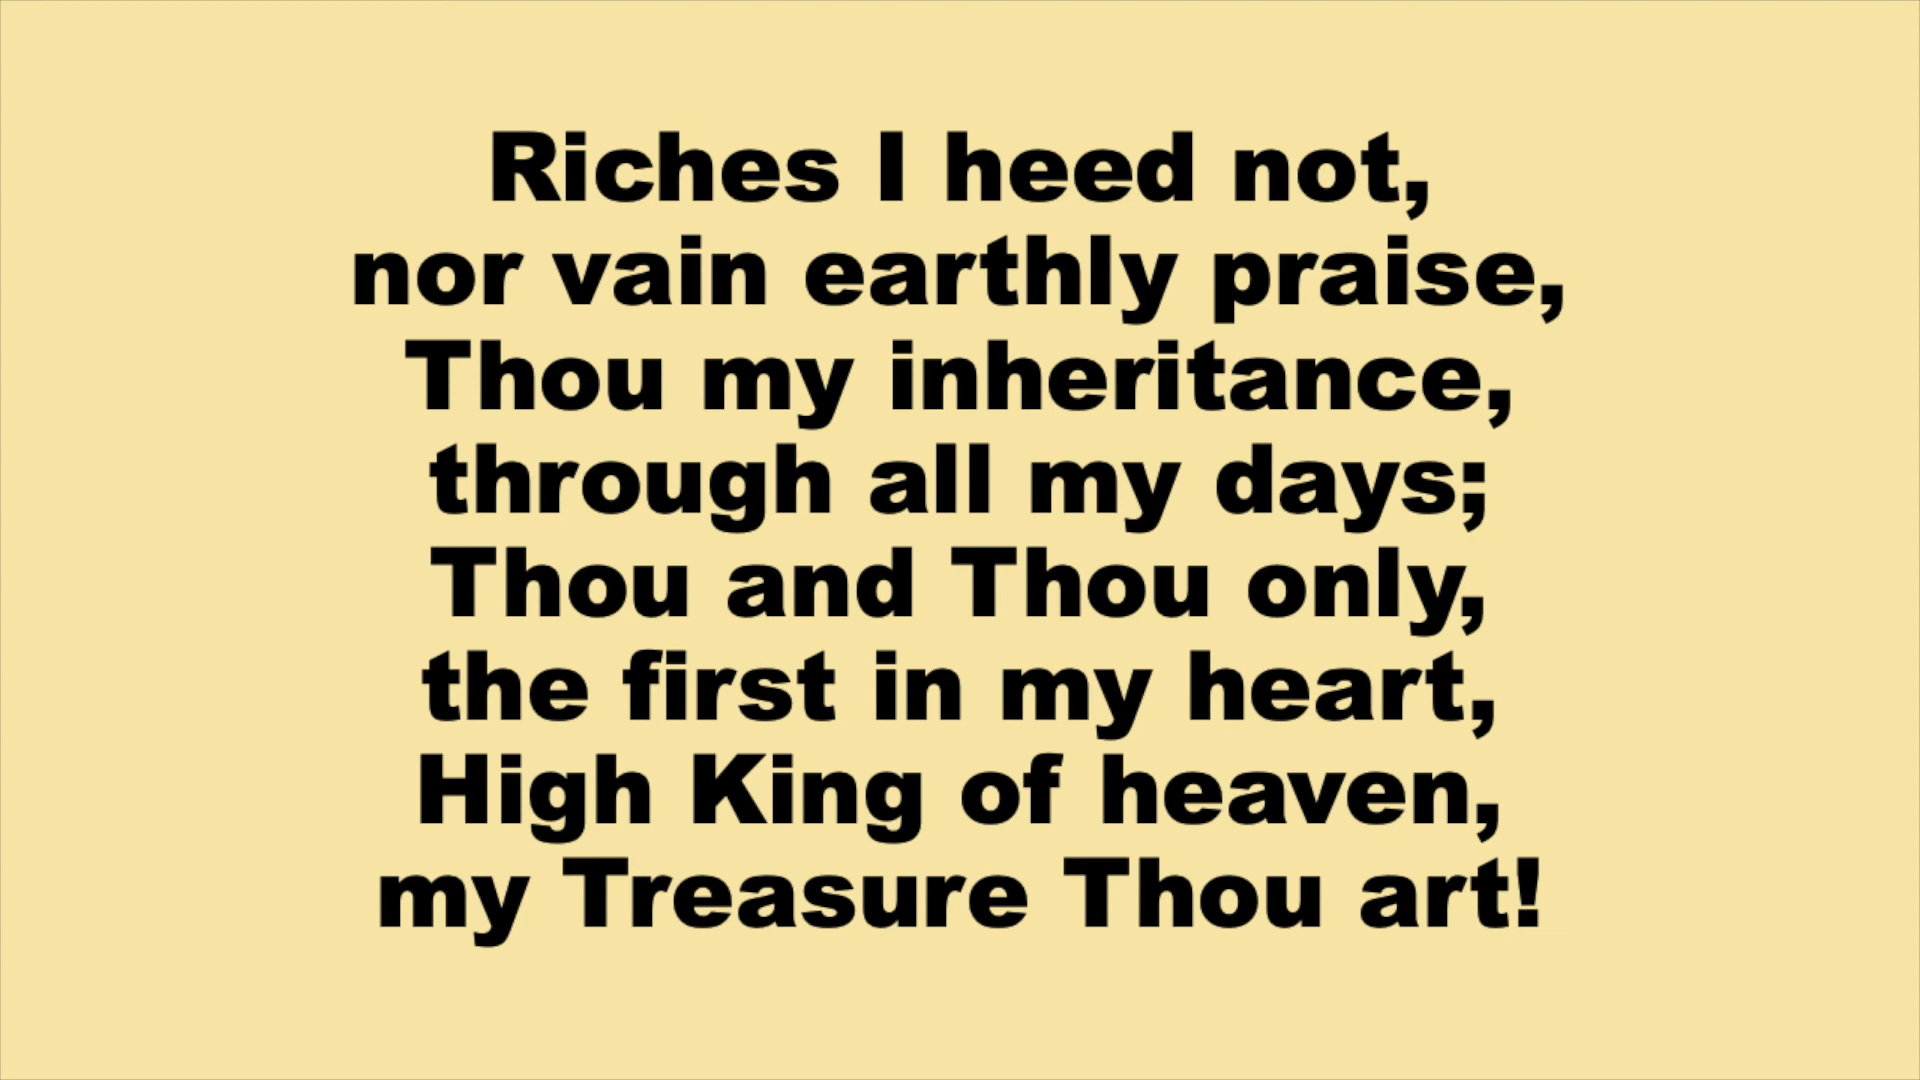 Riches I heed not,
nor vain earthly praise,
Thou my inheritance,
through all my days;
Thou and Thou only,
the first in my heart,
High King of heaven,
my Treasure Thou art!